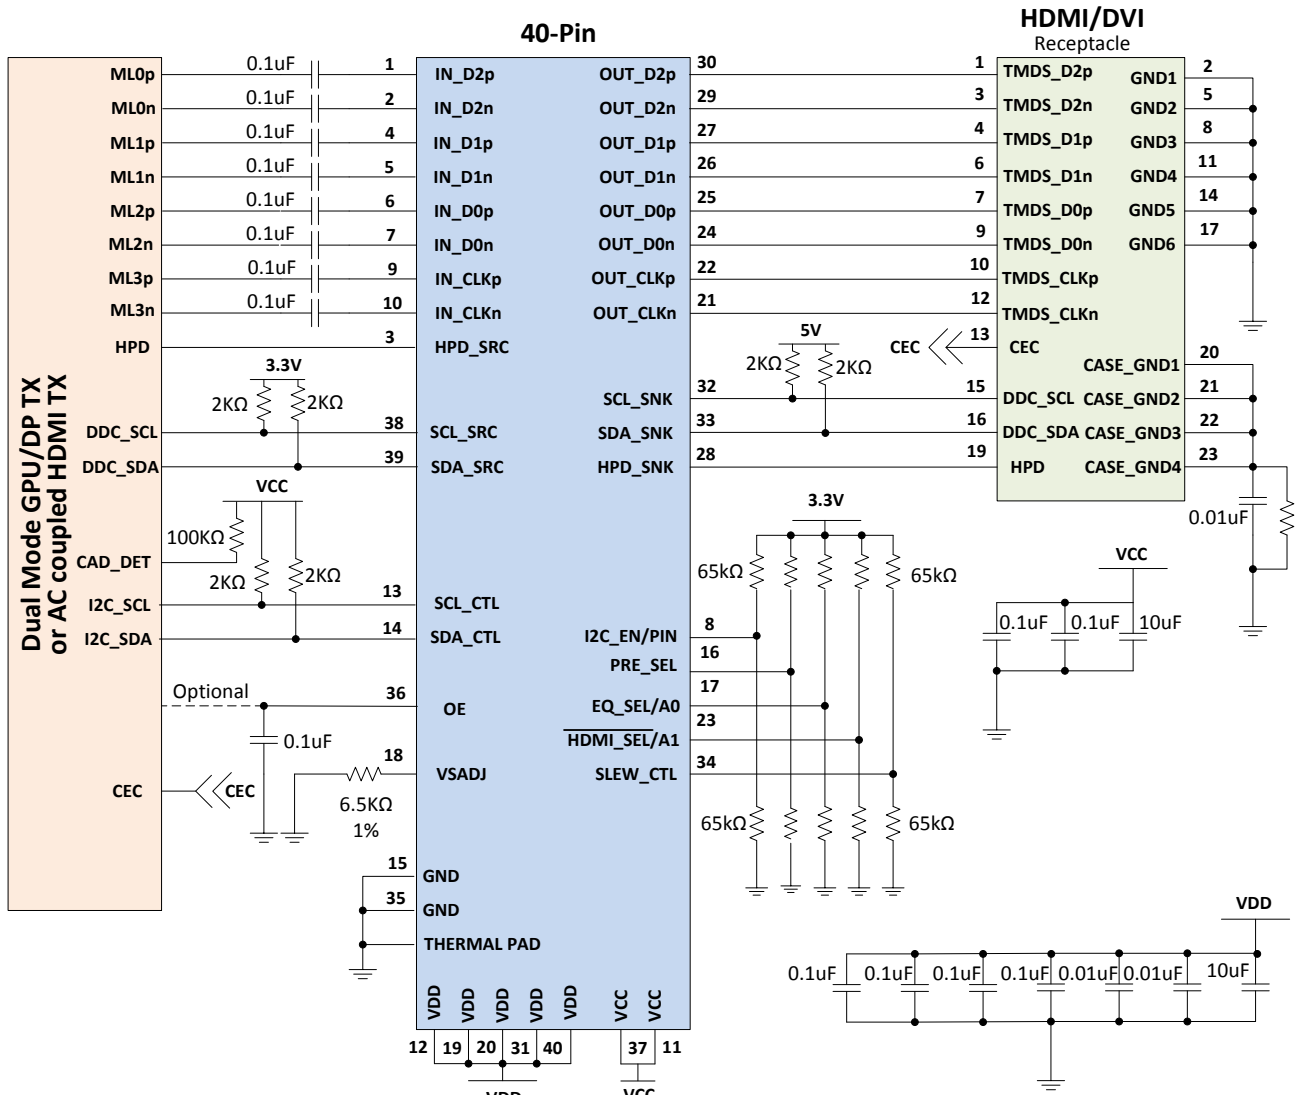 40-Pin
HDMI/DVI
Receptacle
Dual Mode GPU/DP TX
or AC coupled HDMI TX
ML0p 0.1uF 1 IN_D2p OUT_D2p 30 1 TMDS_D2p GND1 2
ML0n 0.1uF 2 IN_D2n OUT_D2n 29 3 TMDS_D2n GND2 5
ML1p 0.1uF 4 IN_D1p OUT_D1p 27 4 TMDS_D1p GND3 8
ML1n 0.1uF 5 IN_D1n OUT_D1n 26 6 TMDS_D1n GND4 11
ML2p 0.1uF 6 IN_D0p OUT_D0p 25 7 TMDS_D0p GND5 14
ML2n 0.1uF 7 IN_D0n OUT_D0n 24 9 TMDS_D0n GND6 17
ML3p 0.1uF 9 IN_CLKp OUT_CLKp 22 10 TMDS_CLKp
ML3n 0.1uF 10 IN_CLKn OUT_CLKn 21 12 TMDS_CLKn
HPD 3 HPD_SRC 5V CEC 13 CEC
3.3V 2KΩ 2KΩ CASE_GND1 20
2KΩ 2KΩ SCL_SNK 32 15 DDC_SCL CASE_GND2 21
DDC_SCL 38 SCL_SRC SDA_SNK 33 16 DDC_SDA CASE_GND3 22
DDC_SDA 39 SDA_SRC HPD_SNK 28 19 HPD CASE_GND4 23
VCC 3.3V 0.01uF
100KΩ
CAD_DET 2KΩ 2KΩ 65kΩ 65kΩ VCC
I2C_SCL 13 SCL_CTL
I2C_SDA 14 SDA_CTL I2C_EN/PIN 8 0.1uF 0.1uF 10uF
PRE_SEL 16
Optional 36 OE EQ_SEL/A0 17
0.1uF HDMI_SEL/A1 23
18 VSADJ SLEW_CTL 34
CEC CEC 6.5KΩ
1% 65kΩ 65kΩ
15 GND
35 GND VDD
THERMAL PAD
0.1uF 0.1uF 0.1uF 0.1uF 0.01uF 0.01uF 10uF
VDD VDD VDD VDD VDD VCC VCC
12 19 20 31 40 37 11
VDD VCC